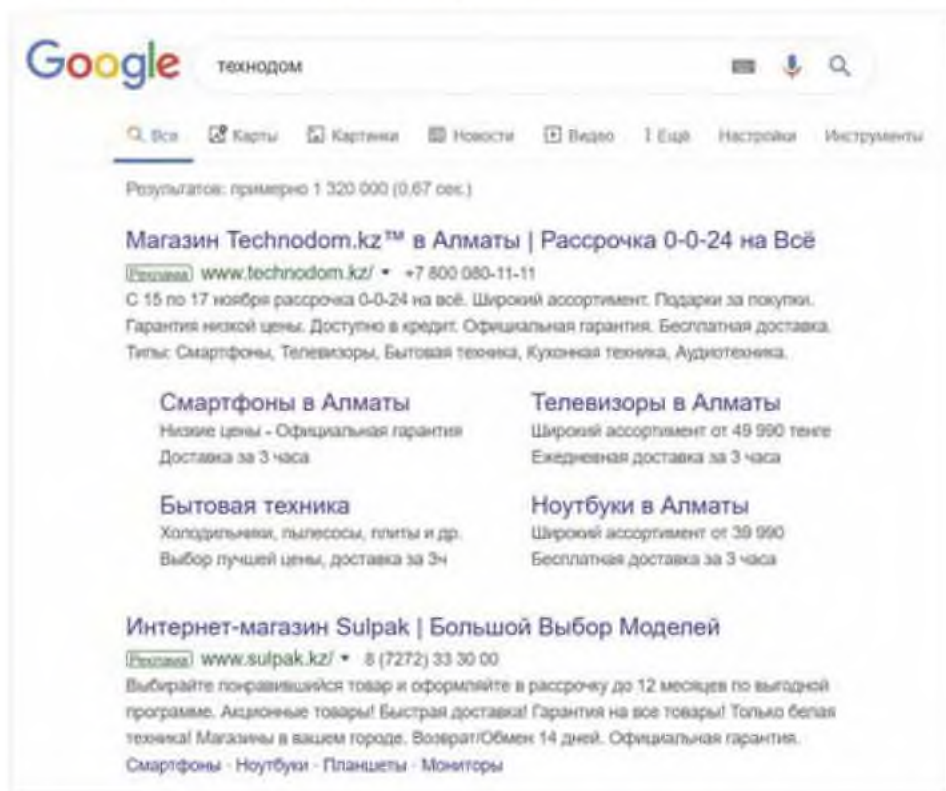 Google технодом
Все Карты Картинки Новости Видео Ещё Настройки Инструменты
Результатов: примерно 1 320 000 (0,67 сек.)
Магазин Technodom.kz™ в Алматы | Рассрочка 0-0-24 на Всё
Реклама www.technodom.kz/ +7 800 080-11-11
С 15 по 17 ноября рассрочка 0-0-24 на всё. Широкий ассортимент. Подарки за покупки.
Гарантия низкой цены. Доступно в кредит. Официальная гарантия. Бесплатная доставка.
Типы: Смартфоны, Телевизоры, Бытовая техника, Кухонная техника, Аудиотехника.
Смартфоны в Алматы
Низкие цены - Официальная гарантия
Доставка за 3 часа
Телевизоры в Алматы
Широкий ассортимент от 49 990 тенге
Ежедневная доставка за 3 часа
Бытовая техника
Холодильники, пылесосы, плиты и др.
Выбор лучшей цены, доставка за 3ч
Ноутбуки в Алматы
Широкий ассортимент от 39 990
Бесплатная доставка за 3 часа
Интернет-магазин Sulpak | Большой Выбор Моделей
Реклама www.sulpak.kz/ 8 (7272) 33 30 00
Выбирайте понравившийся товар и оформляйте в рассрочку до 12 месяцев по выгодной
программе. Акционные товары! Быстрая доставка! Гарантия на все товары! Только белая
техника! Магазины в вашем городе. Возврат/Обмен 14 дней. Официальная гарантия.
Смартфоны · Ноутбуки · Планшеты · Мониторы